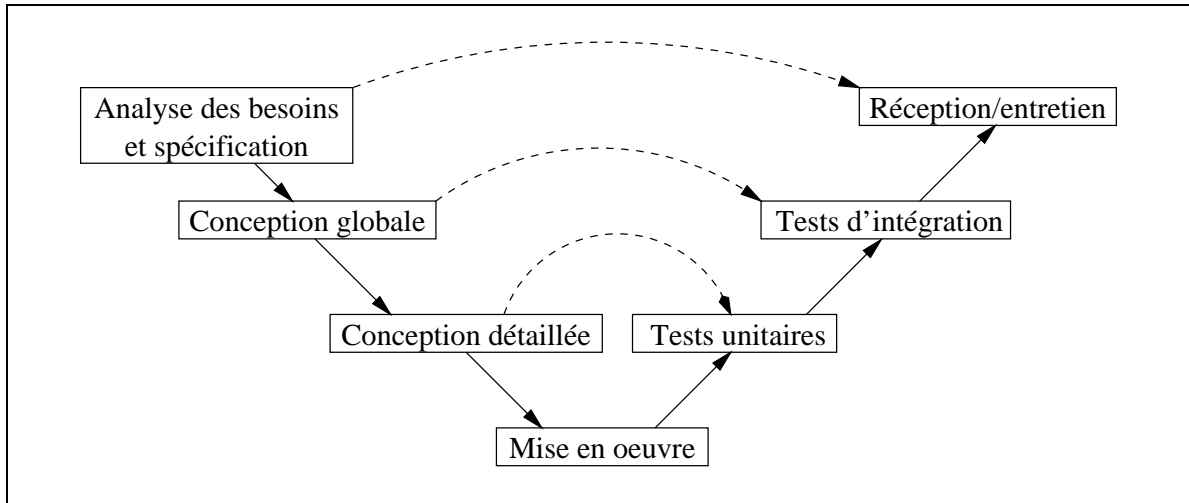 Analyse des besoins
et spécification
Réception/entretien
Conception globale
Tests d'intégration
Conception détaillée
Tests unitaires
Mise en oeuvre